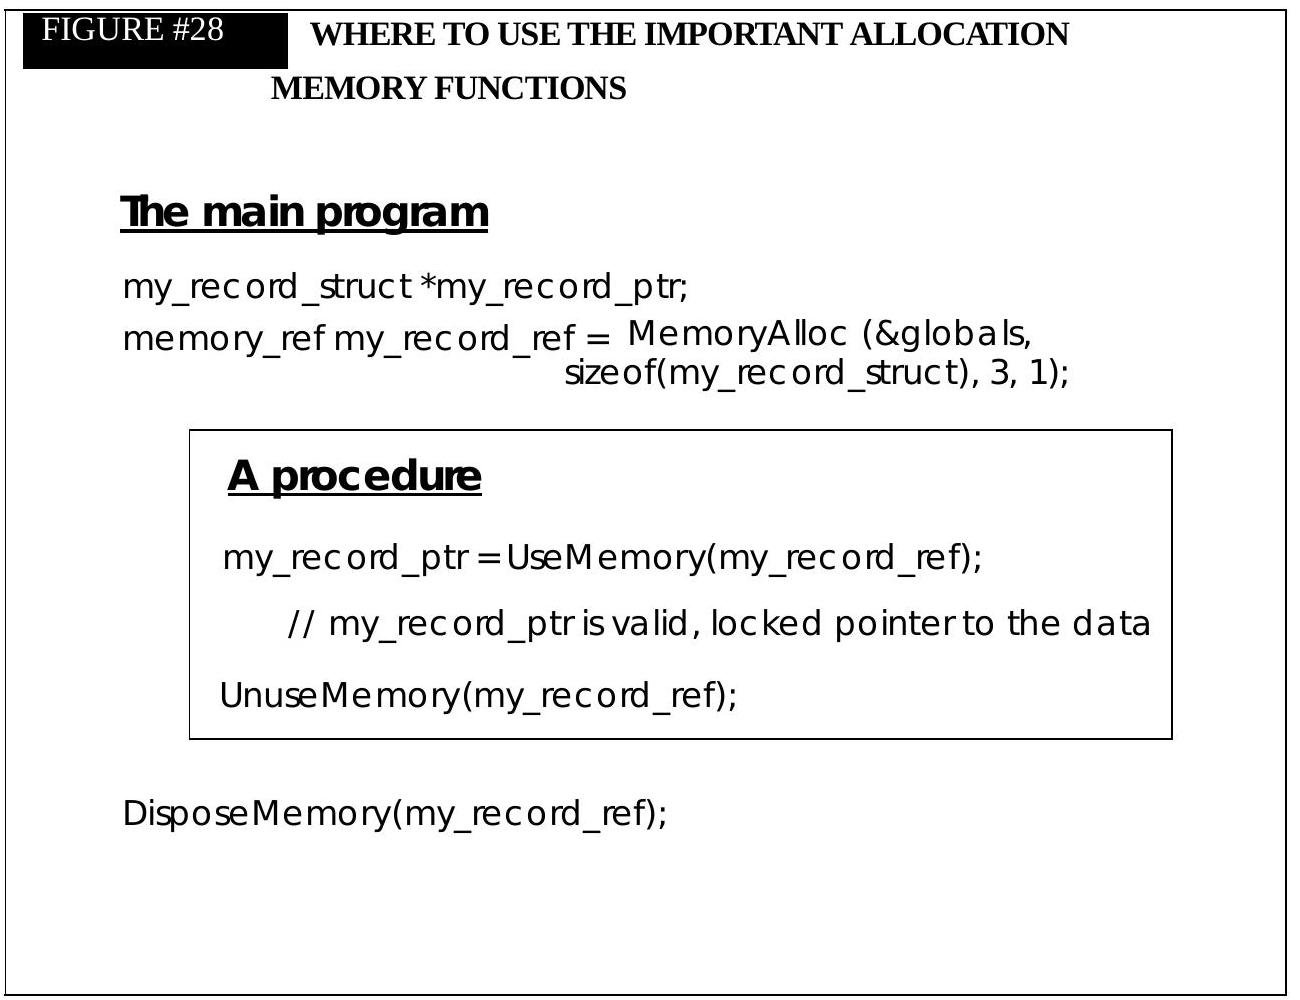 FIGURE #28 WHERE TO USE THE IMPORTANT ALLOCATION
MEMORY FUNCTIONS
The main program
my_record_struct *my_record_ptr;
memory_ref my_record_ref = MemoryAlloc (&globals,
sizeof(my_record_struct), 3, 1);
A procedure
my_record_ptr = UseMemory(my_record_ref);
// my_record_ptr is valid, locked pointer to the data
UnuseMemory(my_record_ref);
DisposeMemory(my_record_ref);